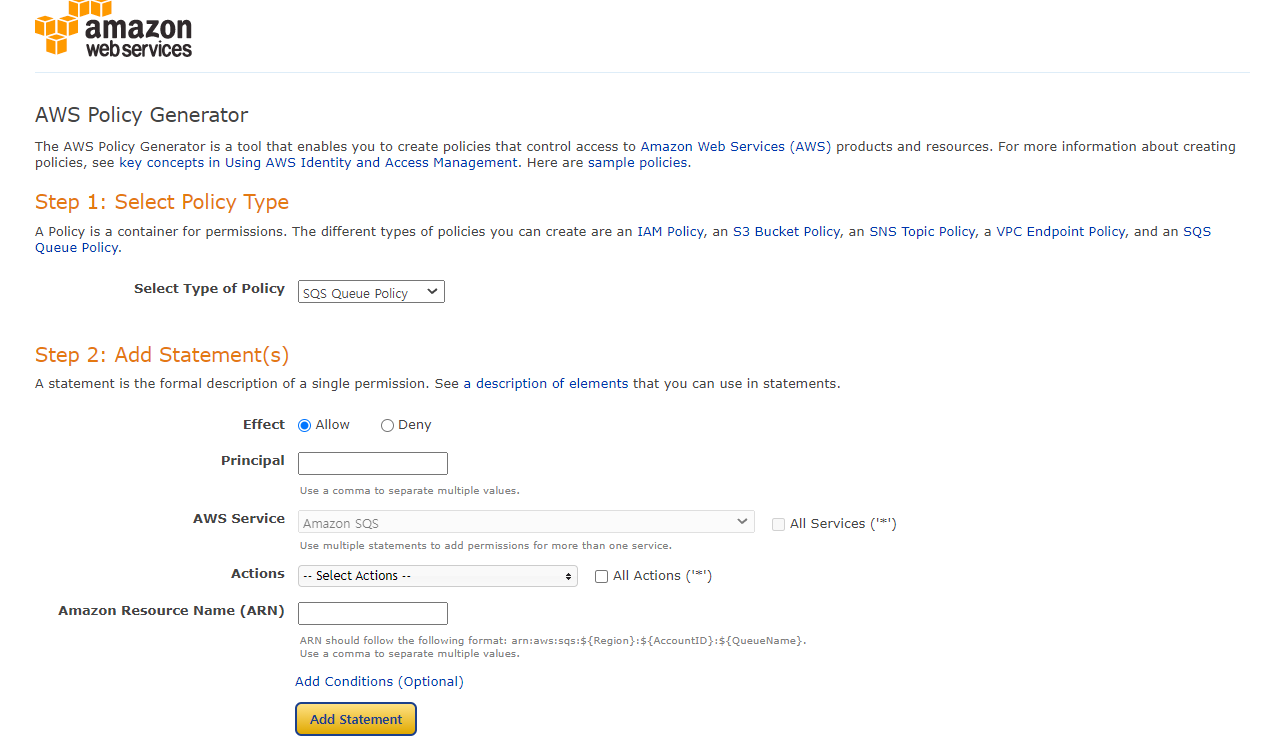 amazon
web services
AWS Policy Generator
The AWS Policy Generator is a tool that enables you to create policies that control access to Amazon Web Services (AWS) products and resources. For more information about creating
policies, see key concepts in Using AWS Identity and Access Management. Here are sample policies.
Step 1: Select Policy Type
A Policy is a container for permissions. The different types of policies you can create are an IAM Policy, an S3 Bucket Policy, an SNS Topic Policy, a VPC Endpoint Policy, and an SQS
Queue Policy.
Select Type of Policy SQS Queue Policy
Step 2: Add Statement(s)
A statement is the formal description of a single permission. See a description of elements that you can use in statements.
Effect Allow Deny
Principal
Use a comma to separate multiple values.
AWS Service Amazon SQS All Services ('*')
Use multiple statements to add permissions for more than one service.
Actions -- Select Actions -- All Actions ('*')
Amazon Resource Name (ARN)
ARN should follow the following format: arn:aws:sqs:${Region}:${AccountID}:${QueueName}.
Use a comma to separate multiple values.
Add Conditions (Optional)
Add Statement